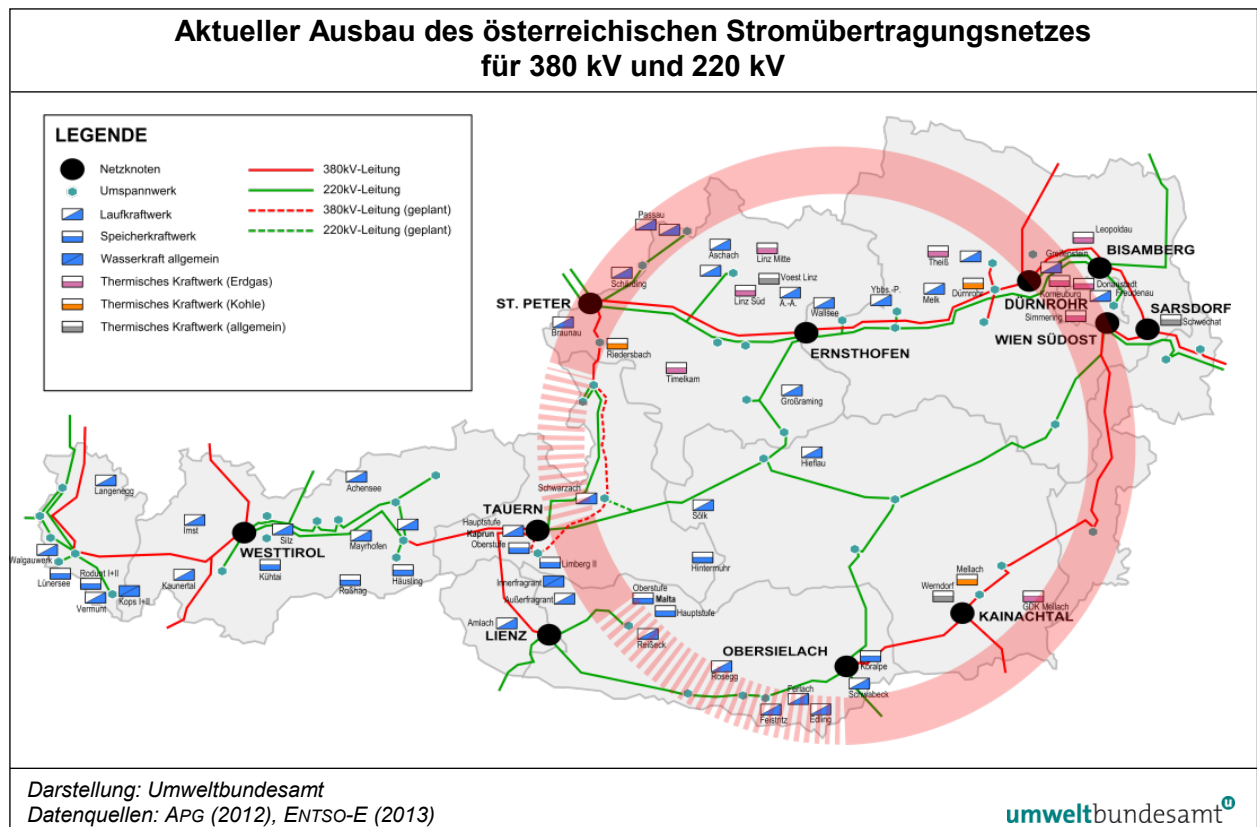 Aktueller Ausbau des österreichischen Stromübertragungsnetzes
für 380 kV und 220 kV
LEGENDE
Netzknoten
Umspannwerk
Laufkraftwerk
Speicherkraftwerk
Wasserkraft allgemein
Thermisches Kraftwerk (Erdgas)
Thermisches Kraftwerk (Kohle)
Thermisches Kraftwerk (allgemein)
380kV-Leitung
220kV-Leitung
380kV-Leitung (geplant)
220kV-Leitung (geplant)
Passau
Aschach
Linz Mitte
Schärding
Voest Linz
Linz Süd
A.-A.
Wallsee
Ybbs.-P.
Melk
Theiß
Dürnrohr
Leopoldau
Greifenstein
BISAMBERG
Donaustadt
Korneuburg
Freudenau
DÜRNROHR
SARSDORF
Simmering
Schwechat
WIEN SÜDOST
ST. PETER
Braunau
Riedersbach
ERNSTHOFEN
Timelkam
Großraming
Hieflau
Langenegg
Achensee
Imst
Silz
Mayrhofen
WESTTIROL
Walgauwerk
Lünersee
Rodund I+II
Vermunt
Kops I+II
Kaunertal
Kühtai
Roßhag
Häusling
Schwarzach
TAUERN
Hauptstufe
Kaprun
Oberstufe
Limberg II
Sölk
Hintermuhr
Innerfragrant
Außerfragrant
Oberstufe
Malta
Hauptstufe
Amlach
LIENZ
Reißeck
Rosegg
OBERSIELACH
Koralpe
Schwabeck
Ferlach
Feistritz
Edling
Mellach
Werndorf
GDK Mellach
KAINACHTAL
Darstellung: Umweltbundesamt
Datenquellen: APG (2012), ENTSO-E (2013)
umweltbundesamt